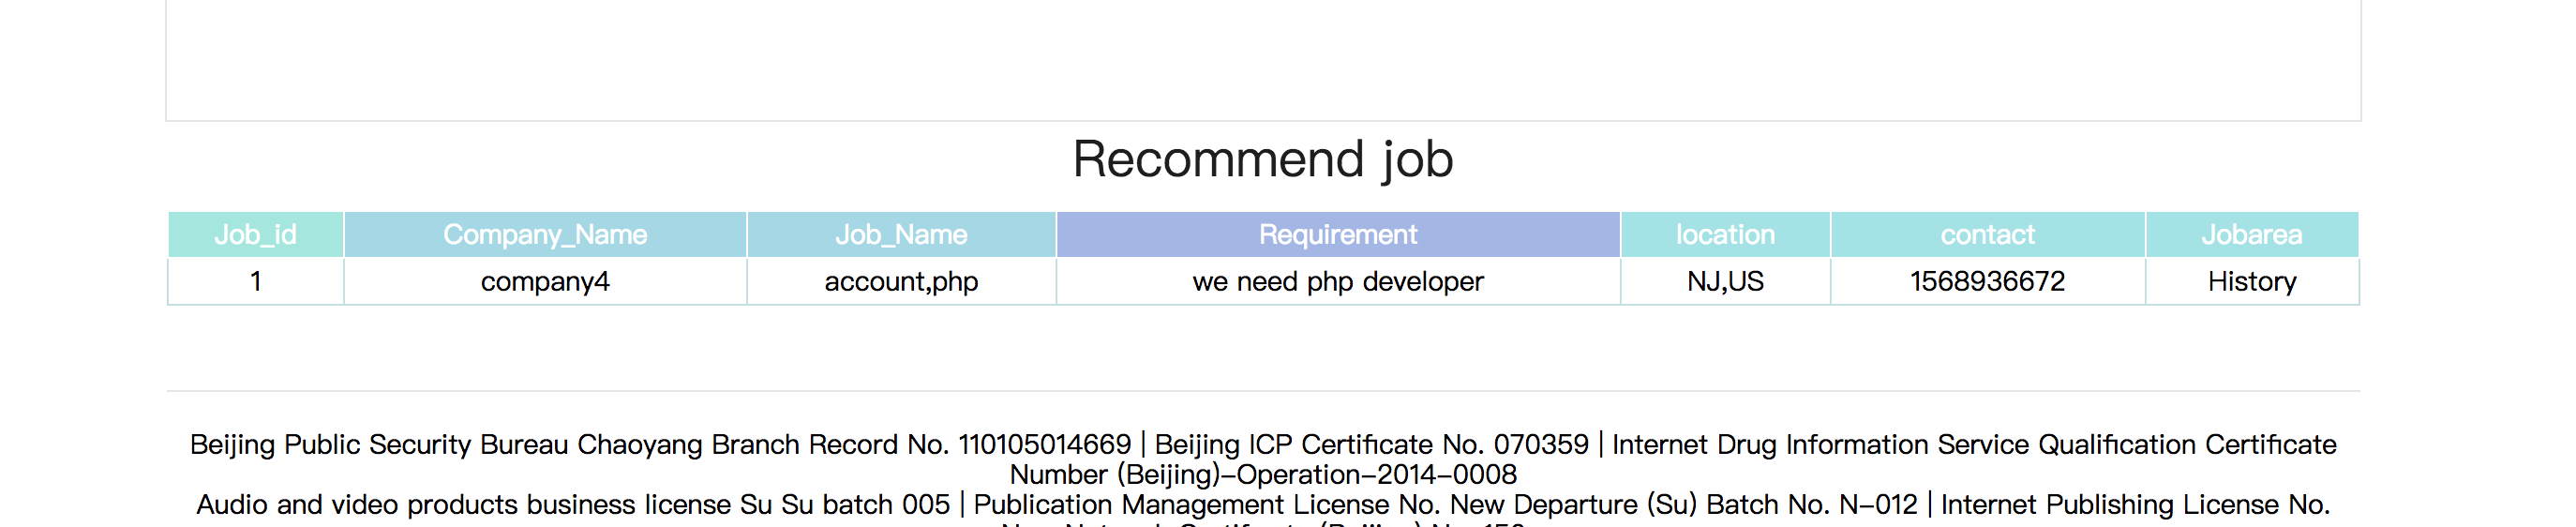 Recommend job
Job_id Company_Name Job_Name Requirement location contact Jobarea
1 company4 account,php we need php developer NJ,US 1568936672 History
Beijing Public Security Bureau Chaoyang Branch Record No. 110105014669 | Beijing ICP Certificate No. 070359 | Internet Drug Information Service Qualification Certificate
Number (Beijing)-Operation-2014-0008
Audio and video products business license Su Su batch 005 | Publication Management License No. New Departure (Su) Batch No. N-012 | Internet Publishing License No.